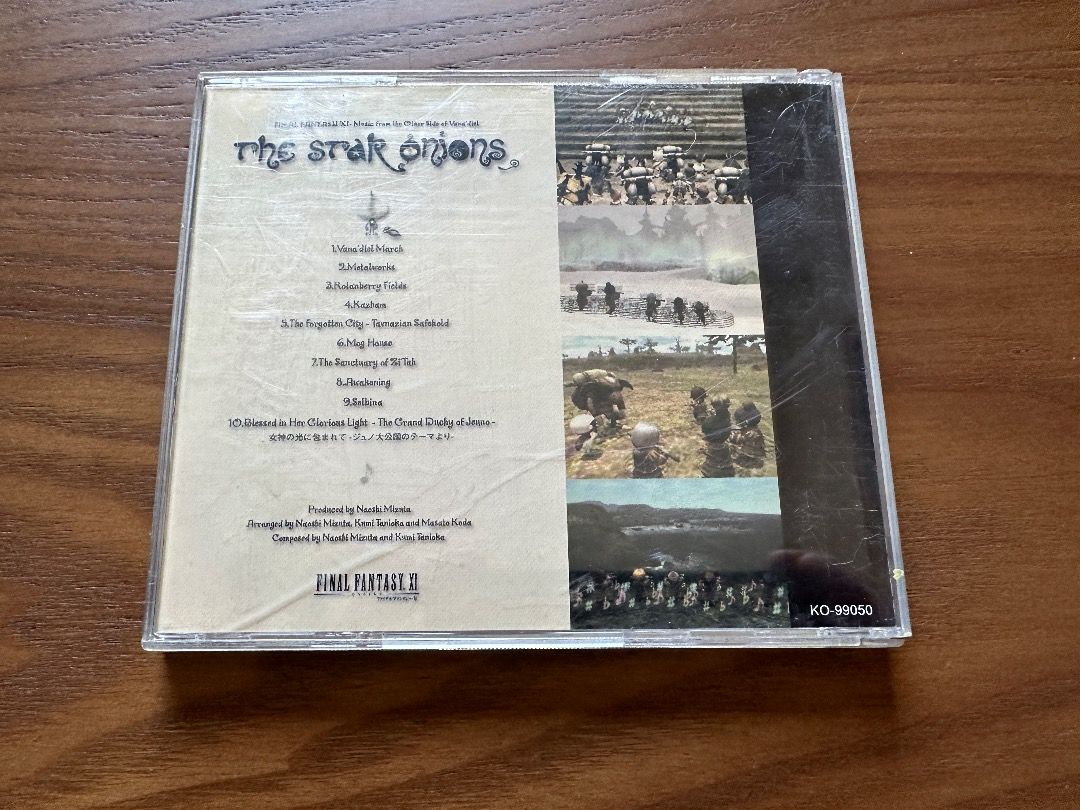 FINAL FANTASY XI - Music from the Other Side of Vana'diel
The Star Onions
1.Vana'diel March
2.Metalworks
3.Rolanberry Fields
4.Kazham
5.The Forgotten City - Tavnazian Safehold
6.Mog House
7.The Sanctuary of Zi'Tah
8.Awakening
9.Selbina
10.Blessed in Her Glorious Light - The Grand Duchy of Jeuno -
女神の光に包まれて -ジュノ大公国のテーマより-
Produced by Naoshi Mizuta
Arranged by Naoshi Mizuta, Kumi Tanioka and Masato Koda
Composed by Naoshi Mizuta and Kumi Tanioka
FINAL FANTASY XI
ONLINE
KO-99050